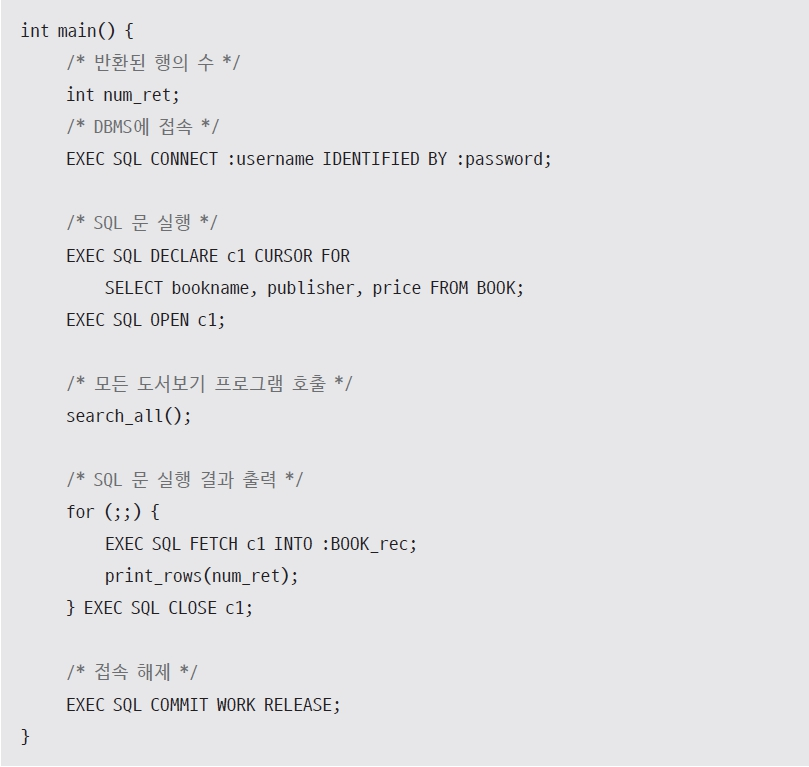 int main() {
/* 반환된 행의 수 */
int num_ret;
/* DBMS에 접속 */
EXEC SQL CONNECT :username IDENTIFIED BY :password;
/* SQL 문 실행 */
EXEC SQL DECLARE c1 CURSOR FOR
SELECT bookname, publisher, price FROM BOOK;
EXEC SQL OPEN c1;
/* 모든 도서보기 프로그램 호출 */
search_all();
/* SQL 문 실행 결과 출력 */
for (;;) {
EXEC SQL FETCH c1 INTO :BOOK_rec;
print_rows(num_ret);
} EXEC SQL CLOSE c1;
/* 접속 해제 */
EXEC SQL COMMIT WORK RELEASE;
}